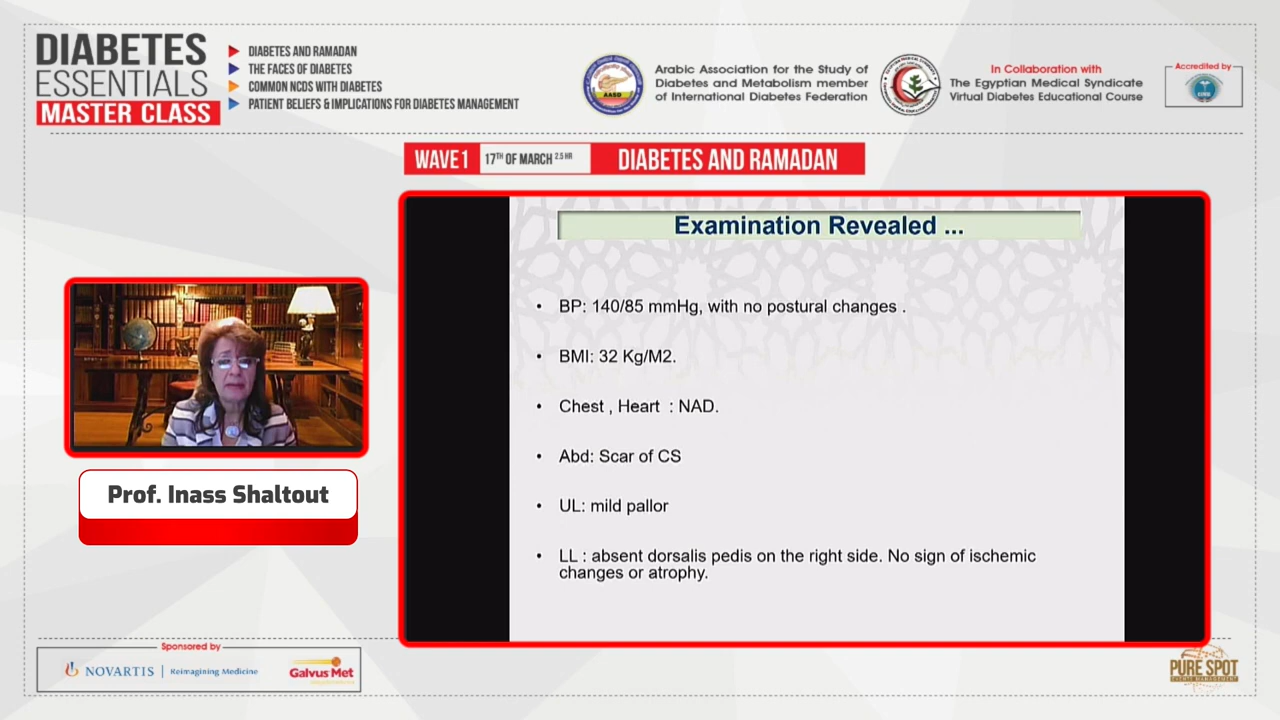 DIABETES
ESSENTIALS
MASTER CLASS
DIABETES AND RAMADAN
THE FACES OF DIABETES
COMMON NCDS WITH DIABETES
PATIENT BELIEFS & IMPLICATIONS FOR DIABETES MANAGEMENT
AASD
Arabic Association for the Study of
Diabetes and Metabolism member
of International Diabetes Federation
In Collaboration with
The Egyptian Medical Syndicate
Virtual Diabetes Educational Course
Accredited by
WAVE1 17TH OF MARCH 2.5 HR DIABETES AND RAMADAN
Examination Revealed ...
• BP: 140/85 mmHg, with no postural changes .
• BMI: 32 Kg/M2.
• Chest , Heart : NAD.
• Abd: Scar of CS
• UL: mild pallor
• LL : absent dorsalis pedis on the right side. No sign of ischemic
changes or atrophy.
Prof. Inass Shaltout
Sponsored by
NOVARTIS | Reimagining Medicine
Galvus Met
PURE SPOT
EVENTS MANAGEMENT